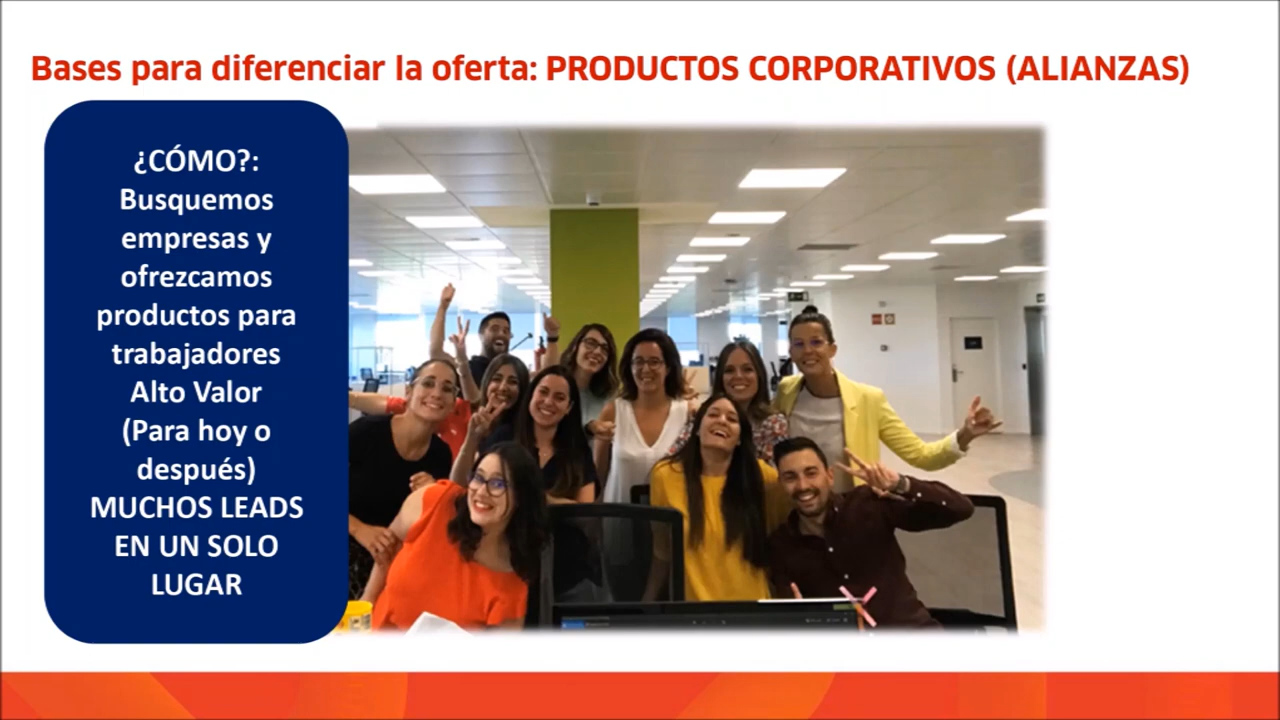 Bases para diferenciar la oferta: PRODUCTOS CORPORATIVOS (ALIANZAS)
¿CÓMO?:
Busquemos
empresas y
ofrezcamos
productos para
trabajadores
Alto Valor
(Para hoy o
después)
MUCHOS LEADS
EN UN SOLO
LUGAR